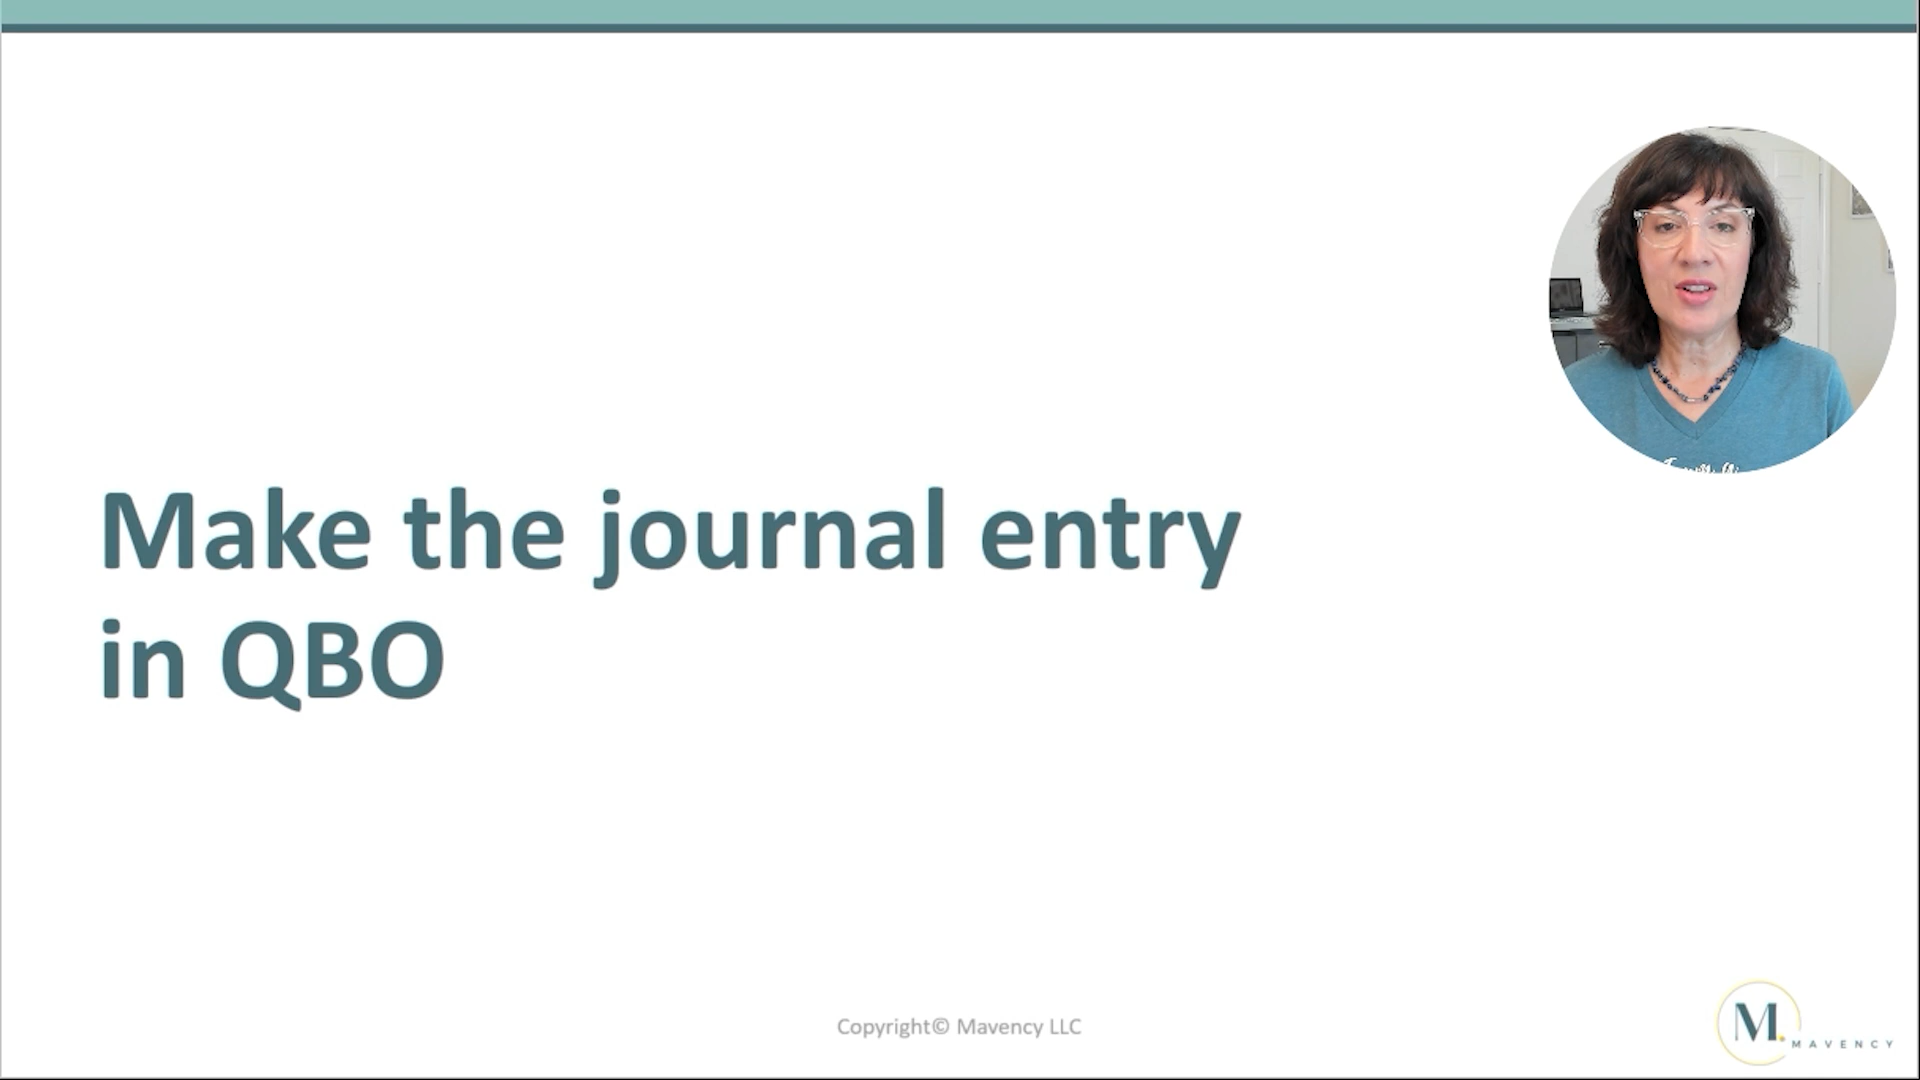 Make the journal entry
in QBO
Copyright© Mavency LLC
M.
MAVENCY